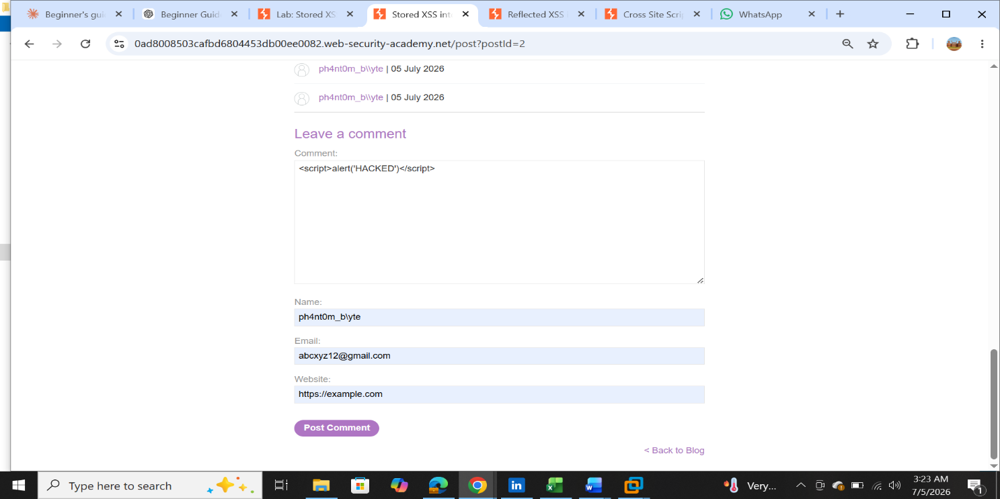 Beginner's gui
Beginner Guid
Lab: Stored XS
Stored XSS int
Reflected XSS i
Cross Site Scrip
WhatsApp
0ad8008503cafbd6804453db00ee0082.web-security-academy.net/post?postId=2
ph4nt0m_b\\yte | 05 July 2026
ph4nt0m_b\\yte | 05 July 2026
Leave a comment
Comment:
<script>alert('HACKED')</script>
Name:
ph4nt0m_b\yte
Email:
abcxyz12@gmail.com
Website:
https://example.com
Post Comment
< Back to Blog
Type here to search
Very...
3:23 AM
7/5/2026
1